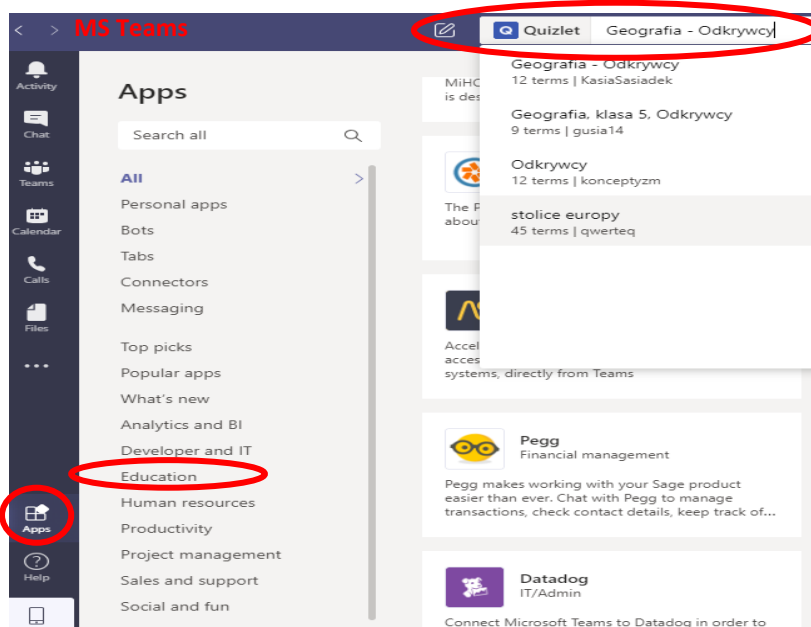 < > MS Teams
Quizlet Geografia - Odkrywcy
Activity
Chat
Teams
Calendar
Calls
Files
...
Apps
Help
Apps
Search all
All >
Personal apps
Bots
Tabs
Connectors
Messaging
Top picks
Popular apps
What's new
Analytics and BI
Developer and IT
Education
Human resources
Productivity
Project management
Sales and support
Social and fun
Geografia - Odkrywcy
12 terms | KasiaSasiadek
Geografia, klasa 5, Odkrywcy
9 terms | gusia14
Odkrywcy
12 terms | konceptyzm
stolice europy
45 terms | qwerteq
is
The
systems, directly from Teams
Pegg
Financial management
Pegg makes working with your Sage product
easier than ever. Chat with Pegg to manage
transactions, check contact details, keep track of...
Datadog
IT/Admin
Connect Microsoft Teams to Datadog in order to